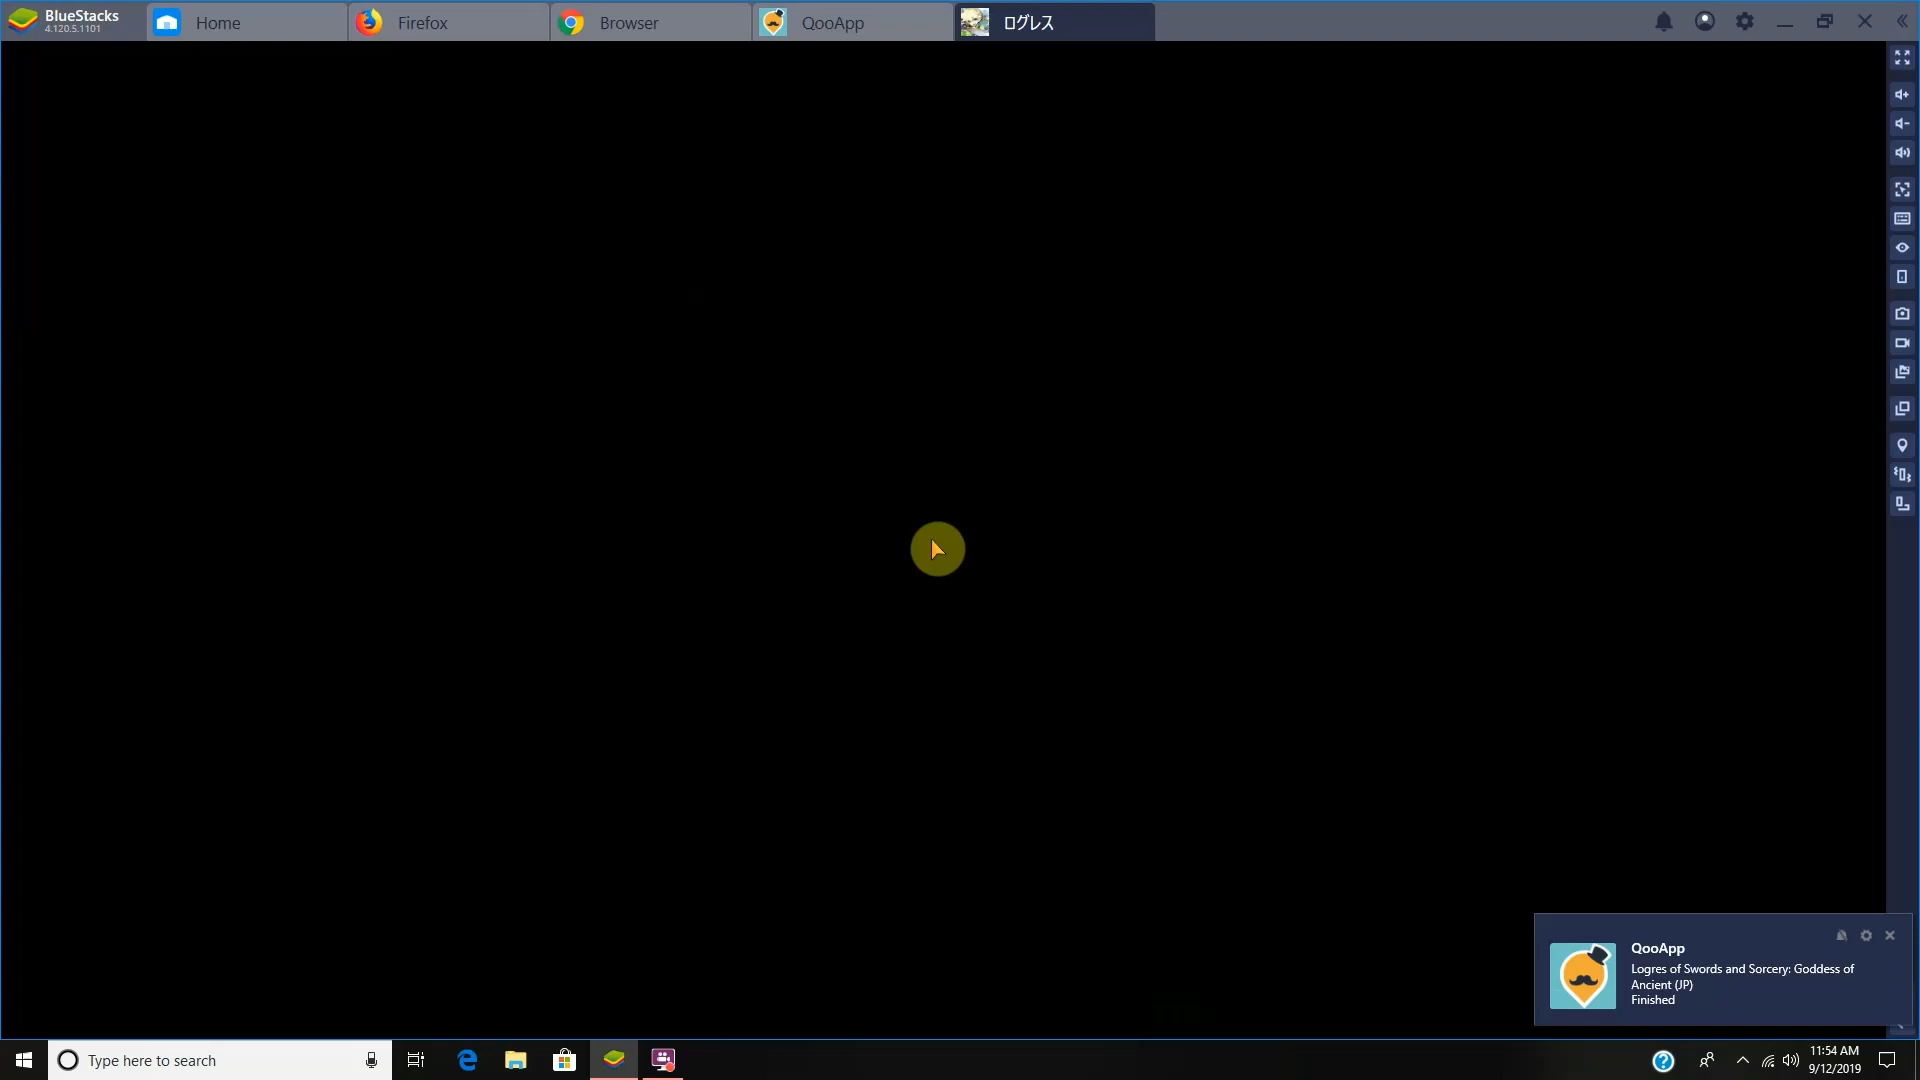 BlueStacks
4.120.5.1101
Home
Firefox
Browser
QooApp
ログレス
QooApp
Logres of Swords and Sorcery: Goddess of
Ancient (JP)
Finished
Type here to search
11:54 AM
9/12/2019